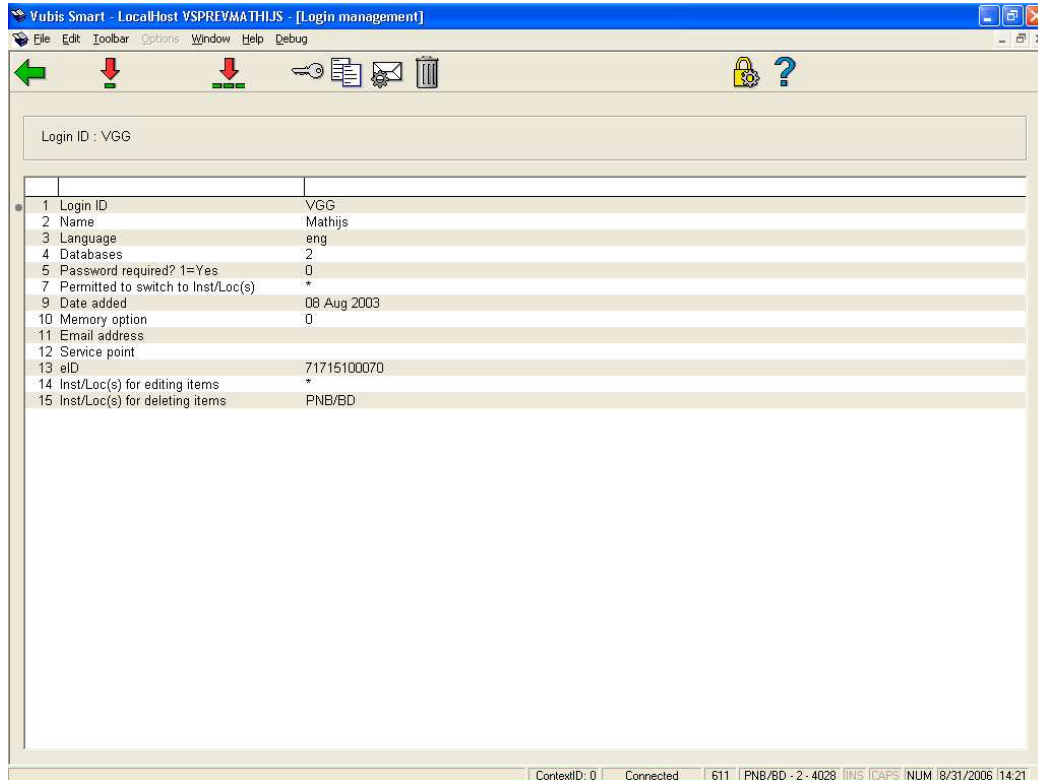 Vubis Smart - LocalHost VSPREVMATHIJS - [Login management]
File Edit Toolbar Options Window Help Debug
?
Login ID : VGG
1 Login ID VGG
2 Name Mathijs
3 Language eng
4 Databases 2
5 Password required? 1=Yes 0
7 Permitted to switch to Inst/Loc(s) *
9 Date added 08 Aug 2003
10 Memory option 0
11 Email address
12 Service point
13 eID 71715100070
14 Inst/Loc(s) for editing items *
15 Inst/Loc(s) for deleting items PNB/BD
ContextID: 0 Connected 611 PNB/BD - 2 - 4028 INS CAPS NUM 8/31/2006 14:21